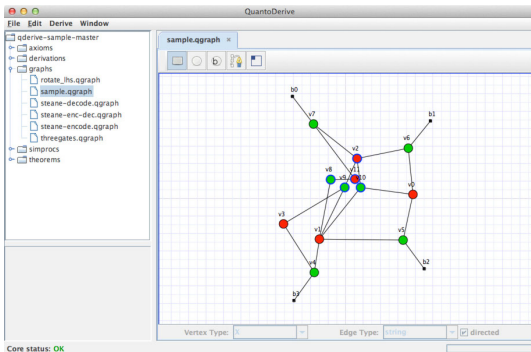 QuantoDerive
File Edit Derive Window
qderive-sample-master
axioms
derivations
graphs
rotate_lhs.qgraph
sample.qgraph
steane-decode.qgraph
steane-enc-dec.qgraph
steane-encode.qgraph
threegates.qgraph
simprocs
theorems
sample.qgraph ×
b
b0
v7
b1
v6
v2
v8
v11
v9
v10
v0
v3
v1
v5
v4
b2
b3
Vertex Type: X
Edge Type: string
directed
Core status: OK